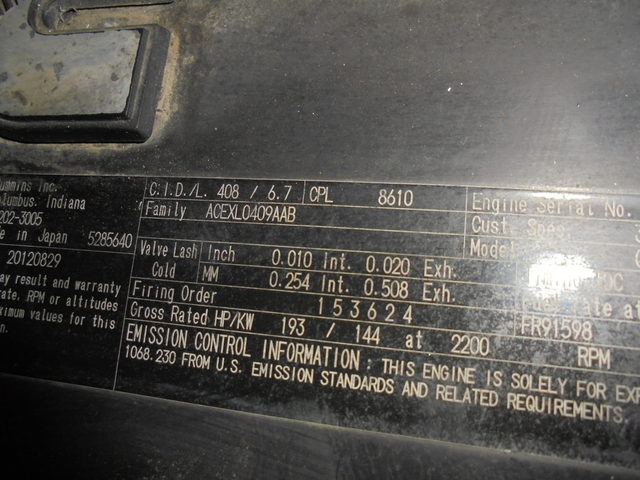 ummins Inc.
lumbus, Indiana
202-3005
e in Japan 5285640
20120829
ay result and warranty
rate, RPM or altitudes
ximum values for this
n.
C.I.D./L. 408 / 6.7 CPL 8610 Engine Serial No.
Family ACEXL0409AAB Cust. Spec.
Valve Lash Inch 0.010 Int. 0.020 Exh. Model
Cold MM 0.254 Int. 0.508 Exh.
Firing Order 153624 at
Gross Rated HP/KW 193 / 144 at 2200 RPM
FR91598
EMISSION CONTROL INFORMATION : THIS ENGINE IS SOLELY FOR EXP
1068.230 FROM U.S. EMISSION STANDARDS AND RELATED REQUIREMENTS